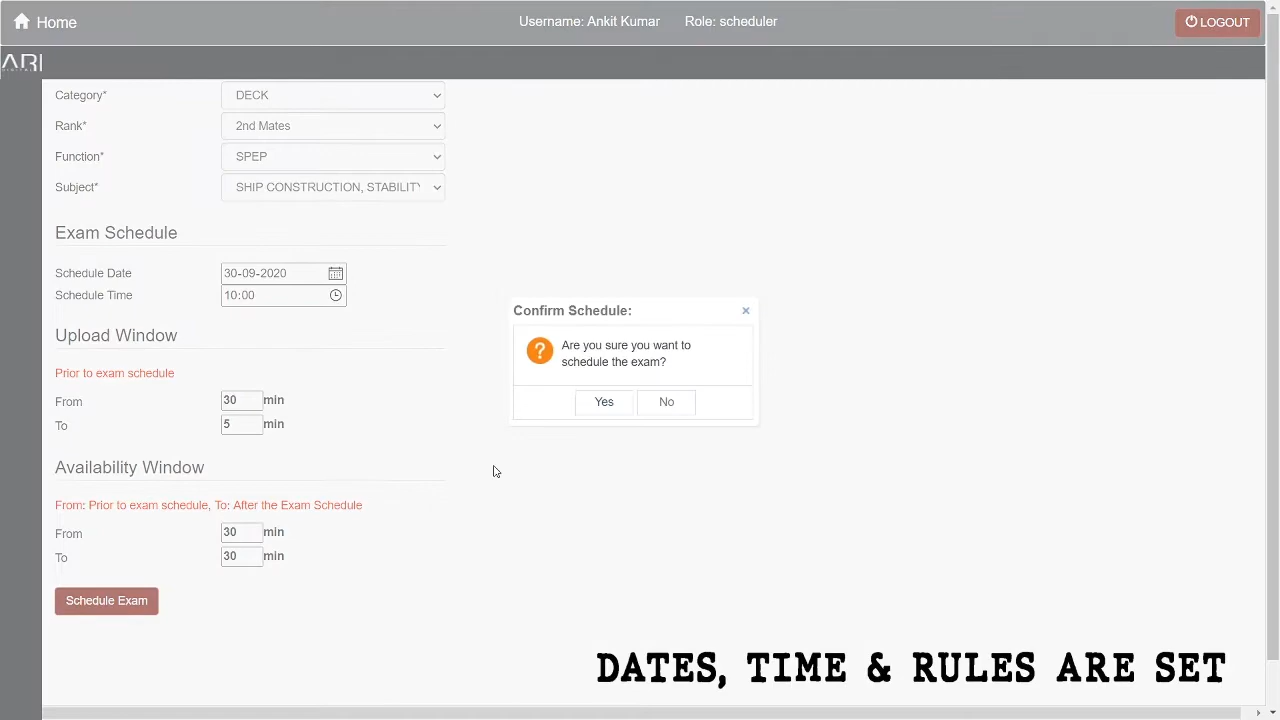 Home
Username: Ankit Kumar Role: scheduler
LOGOUT
ARI
Category* DECK
Rank* 2nd Mates
Function* SPEP
Subject* SHIP CONSTRUCTION, STABILITY
Exam Schedule
Schedule Date 30-09-2020
Schedule Time 10:00
Confirm Schedule: ×
Are you sure you want to
schedule the exam?
Yes No
Upload Window
Prior to exam schedule
From 30 min
To 5 min
Availability Window
From: Prior to exam schedule, To: After the Exam Schedule
From 30 min
To 30 min
Schedule Exam
DATES, TIME & RULES ARE SET